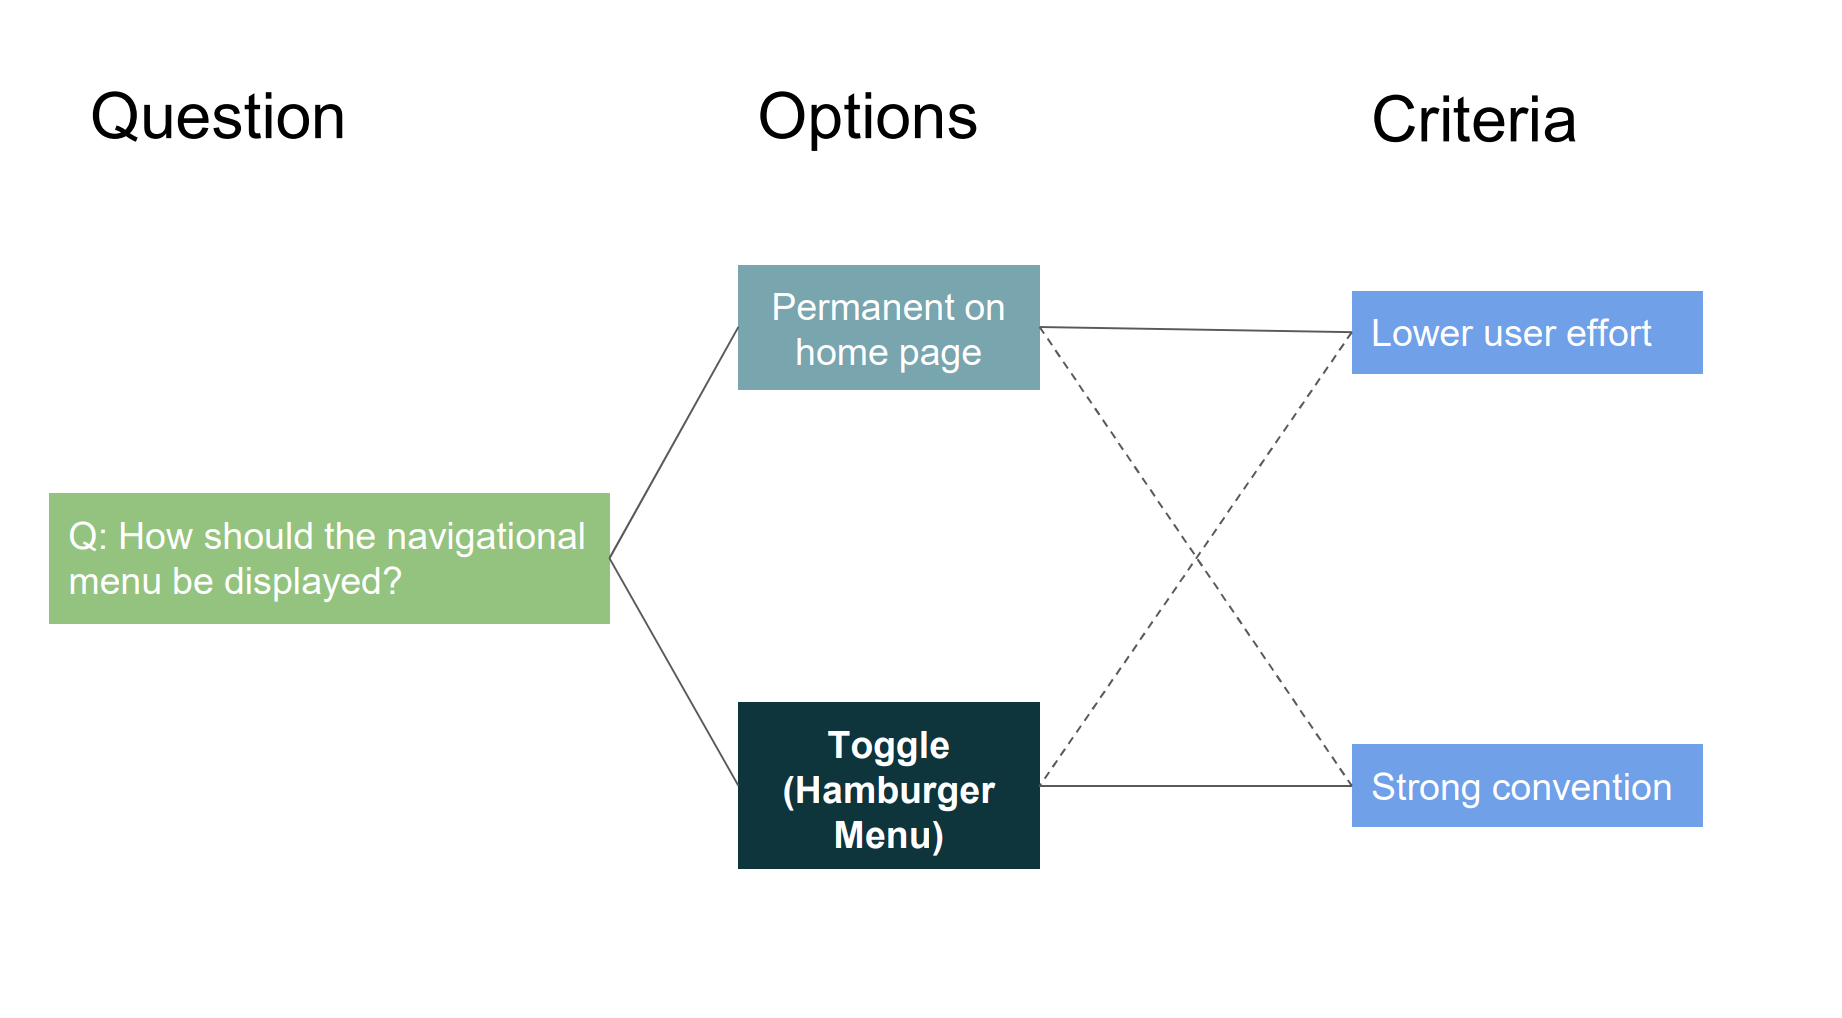 Question
Options
Criteria
Q: How should the navigational
menu be displayed?
Permanent on
home page
Toggle
(Hamburger
Menu)
Lower user effort
Strong convention